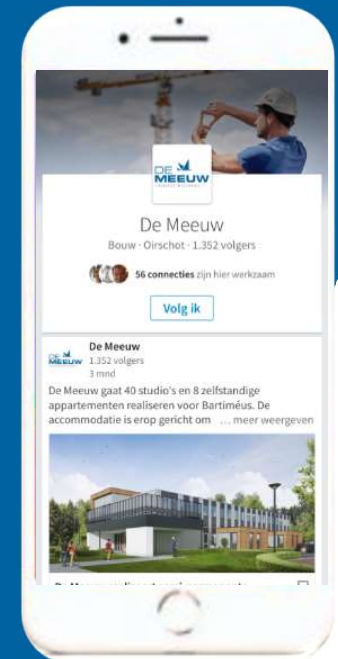 DE
MEEUW
De Meeuw
Bouw · Oirschot · 1.352 volgers
56 connecties zijn hier werkzaam
Volg ik
DE
MEEUW
De Meeuw
1.352 volgers
3 mnd
De Meeuw gaat 40 studio's en 8 zelfstandige
appartementen realiseren voor Bartiméus. De
accommodatie is erop gericht om ... meer weergeven